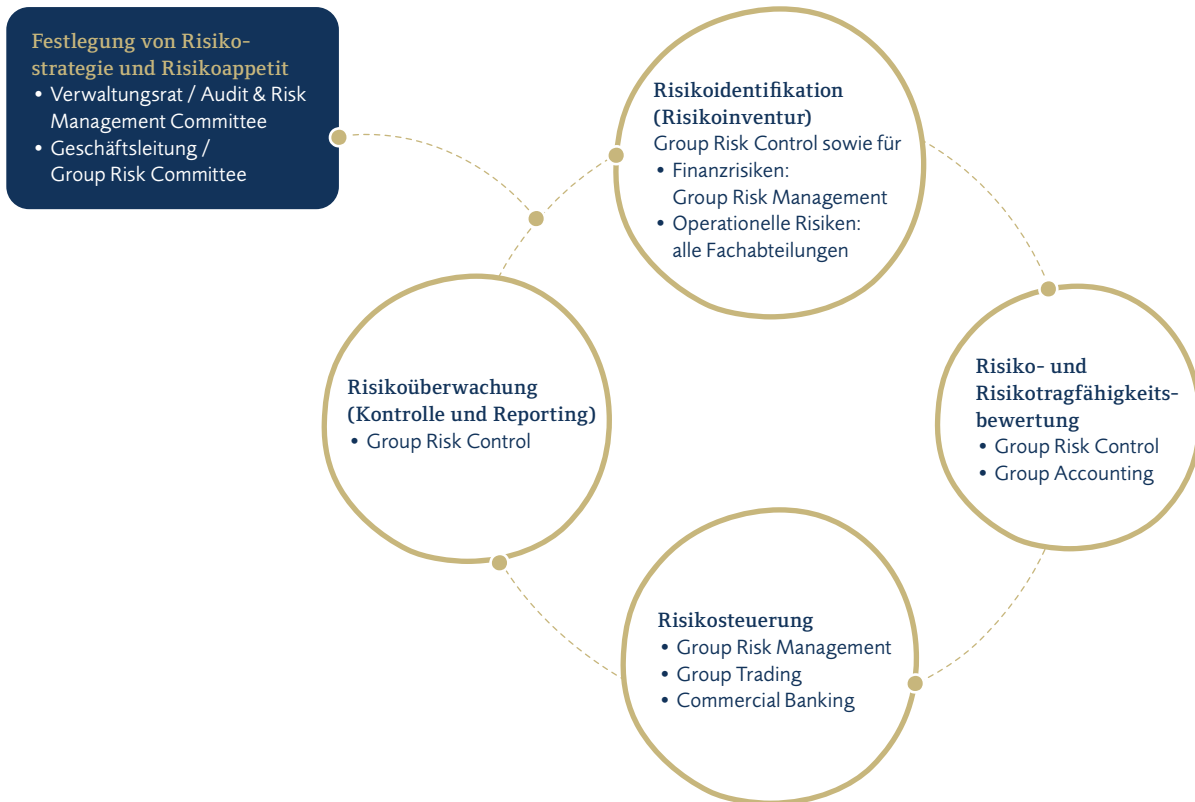 Festlegung von Risiko-
strategie und Risikoappetit
• Verwaltungsrat / Audit & Risk
Management Committee
• Geschäftsleitung /
Group Risk Committee
Risikoidentifikation
(Risikoinventur)
Group Risk Control sowie für
• Finanzrisiken:
Group Risk Management
• Operationelle Risiken:
alle Fachabteilungen
Risiko- und
Risikotragfähigkeits-
bewertung
• Group Risk Control
• Group Accounting
Risikosteuerung
• Group Risk Management
• Group Trading
• Commercial Banking
Risikoüberwachung
(Kontrolle und Reporting)
• Group Risk Control